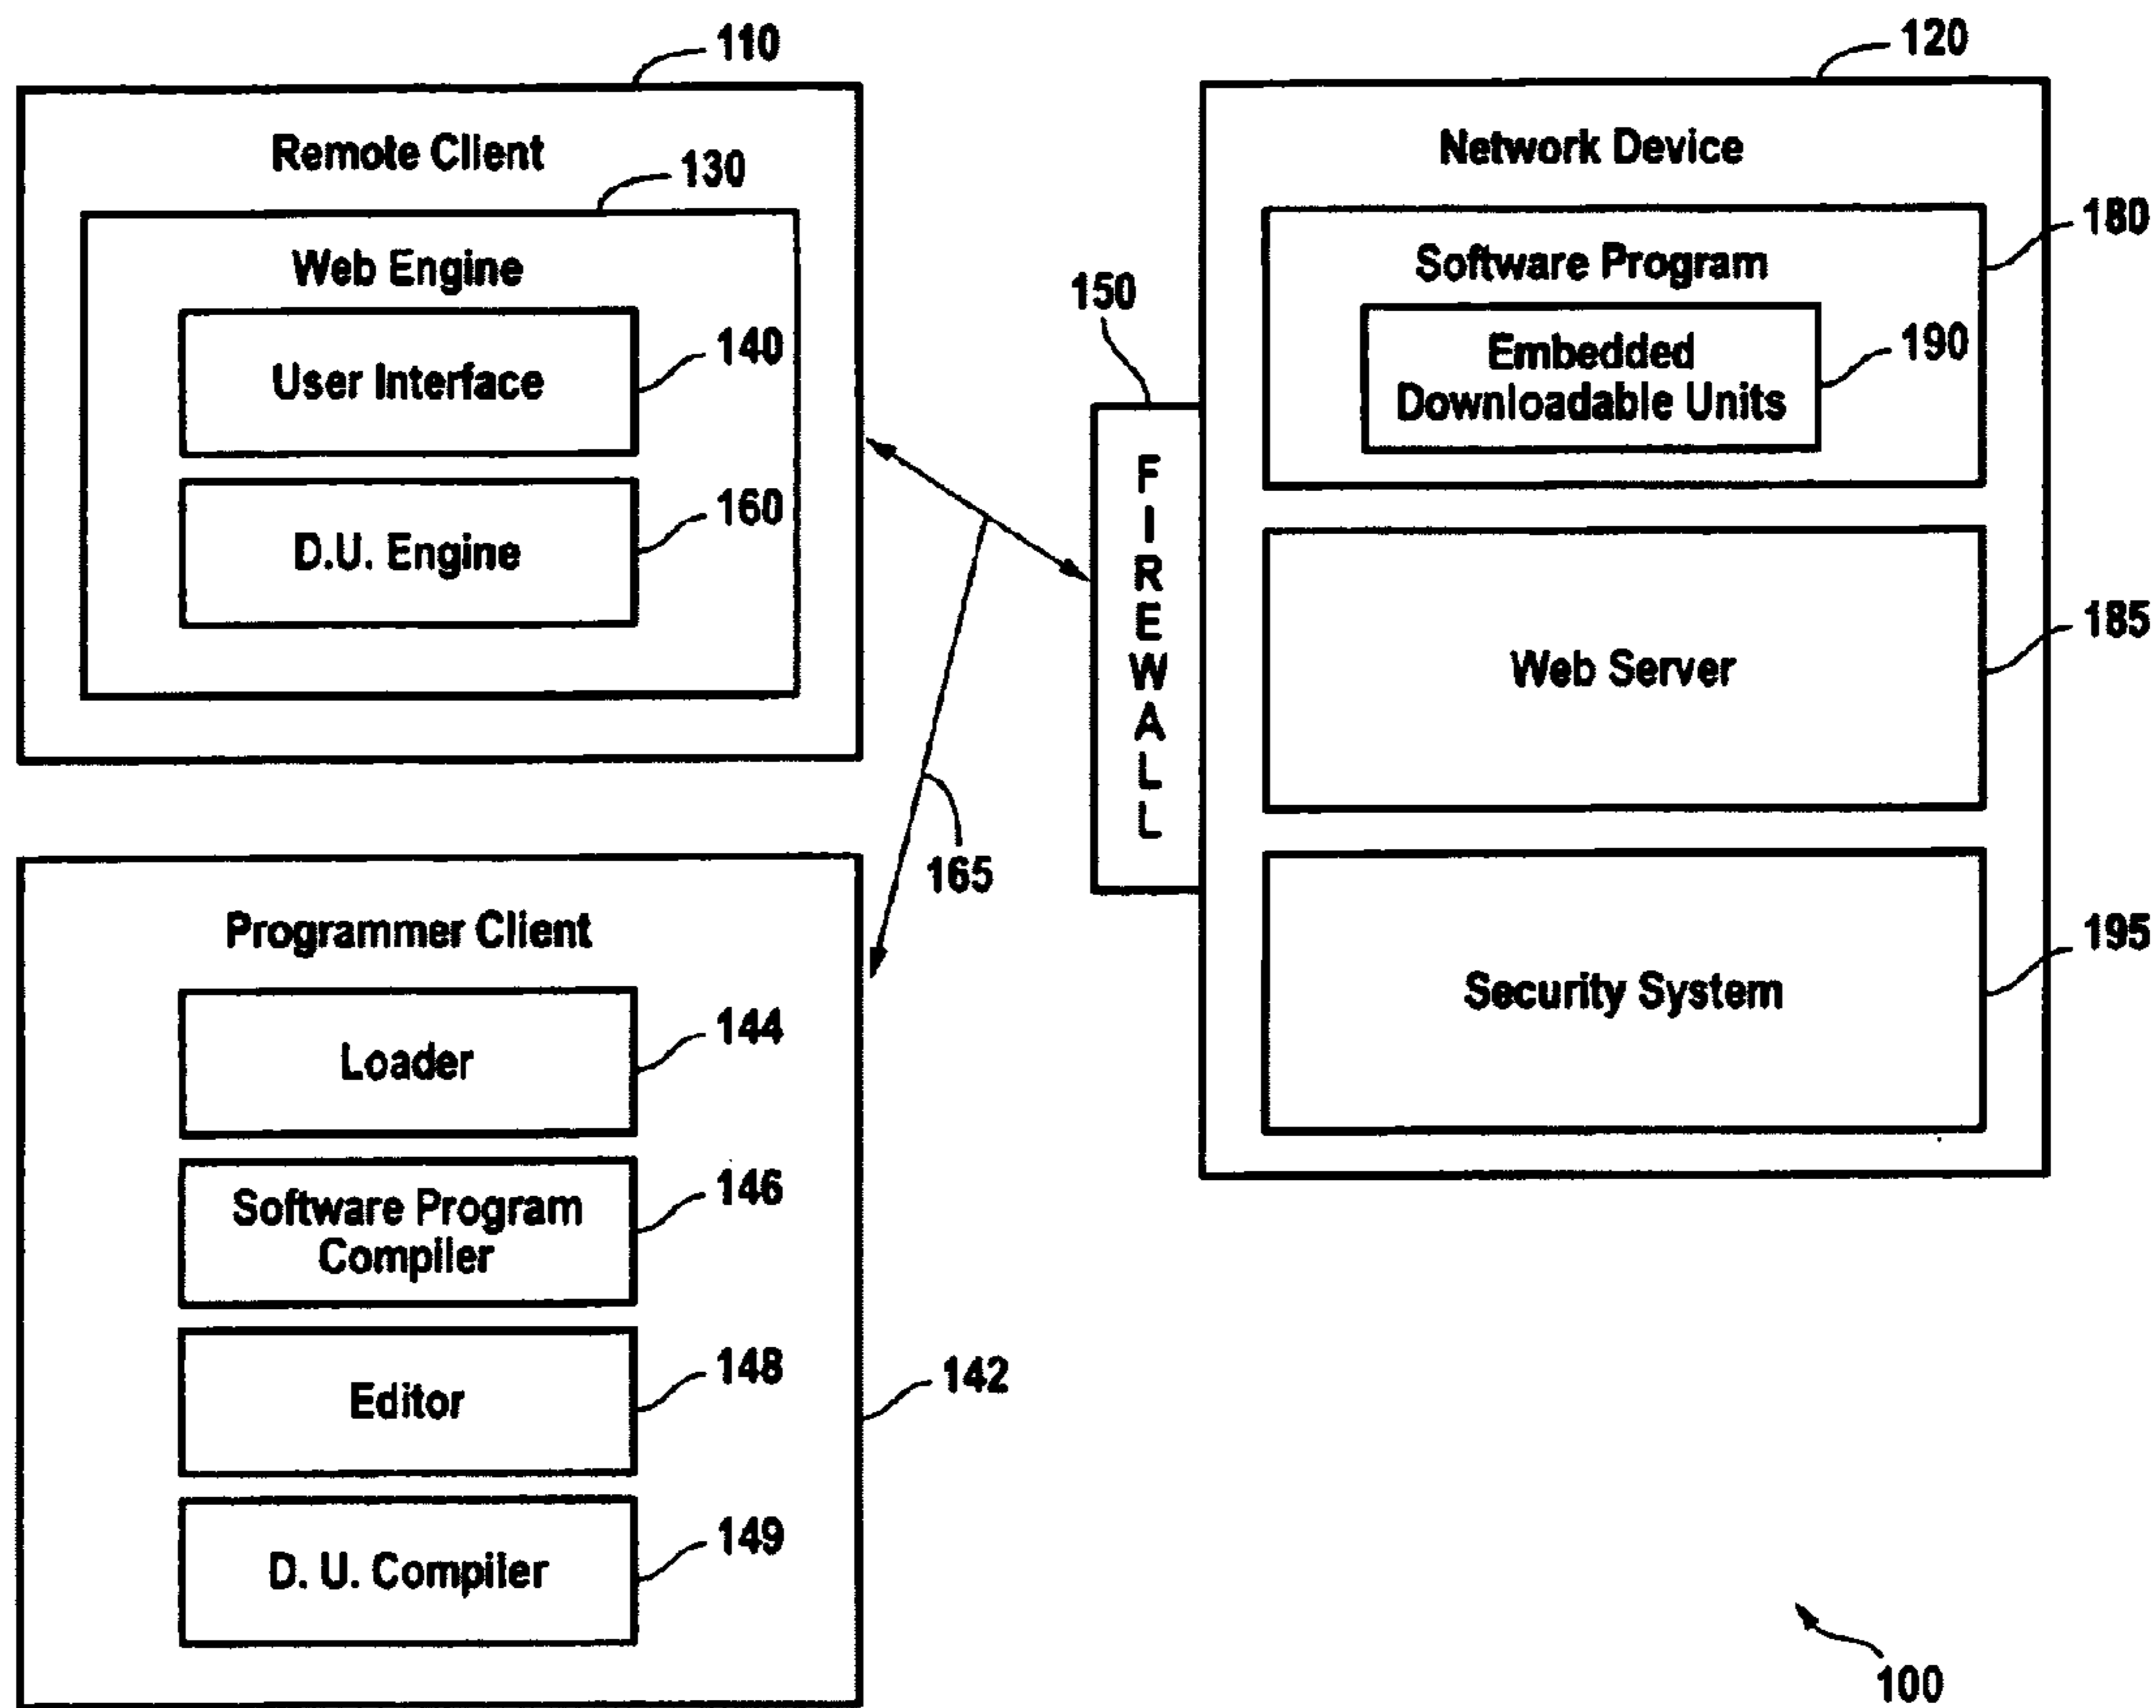 110
Remote Client
130
Web Engine
User Interface
140
D.U. Engine
160
Programmer Client
Loader
144
Software Program
Compiler
146
Editor
148
142
D. U. Compiler
149
165
150
FIREWALL
120
Network Device
180
Software Program
Embedded
Downloadable Units
190
Web Server
185
Security System
195
100